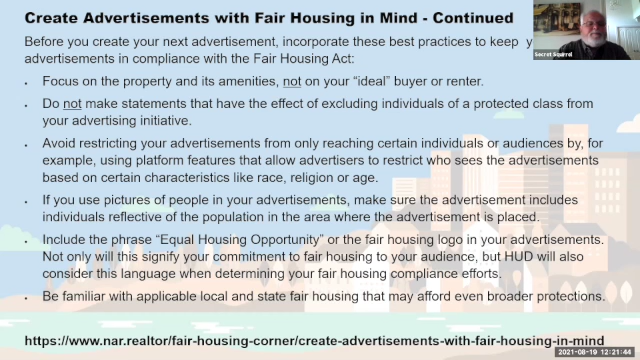 Create Advertisements with Fair Housing in Mind - Continued
Before you create your next advertisement, incorporate these best practices to keep y
advertisements in compliance with the Fair Housing Act:
Secret Squirrel
• Focus on the property and its amenities, not on your “ideal” buyer or renter.
• Do not make statements that have the effect of excluding individuals of a protected class from
your advertising initiative.
• Avoid restricting your advertisements from only reaching certain individuals or audiences by, for
example, using platform features that allow advertisers to restrict who sees the advertisements
based on certain characteristics like race, religion or age.
• If you use pictures of people in your advertisements, make sure the advertisement includes
individuals reflective of the population in the area where the advertisement is placed.
• Include the phrase “Equal Housing Opportunity” or the fair housing logo in your advertisements.
Not only will this signify your commitment to fair housing to your audience, but HUD will also
consider this language when determining your fair housing compliance efforts.
• Be familiar with applicable local and state fair housing that may afford even broader protections.
https://www.nar.realtor/fair-housing-corner/create-advertisements-with-fair-housing-in-mind
2021-08-19 12:21:44